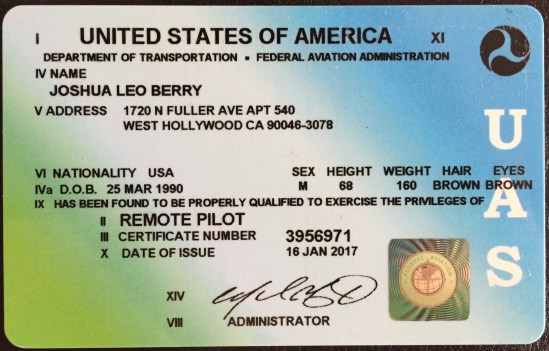 I UNITED STATES OF AMERICA XI
DEPARTMENT OF TRANSPORTATION • FEDERAL AVIATION ADMINISTRATION
IV NAME
JOSHUA LEO BERRY
V ADDRESS 1720 N FULLER AVE APT 540
WEST HOLLYWOOD CA 90046-3078
VI NATIONALITY USA SEX HEIGHT WEIGHT HAIR EYES
IVa D.O.B. 25 MAR 1990 M 68 160 BROWN BROWN
IX HAS BEEN FOUND TO BE PROPERLY QUALIFIED TO EXERCISE THE PRIVILEGES OF
II REMOTE PILOT
III CERTIFICATE NUMBER 3956971
X DATE OF ISSUE 16 JAN 2017
XIV
VIII ADMINISTRATOR
UAS